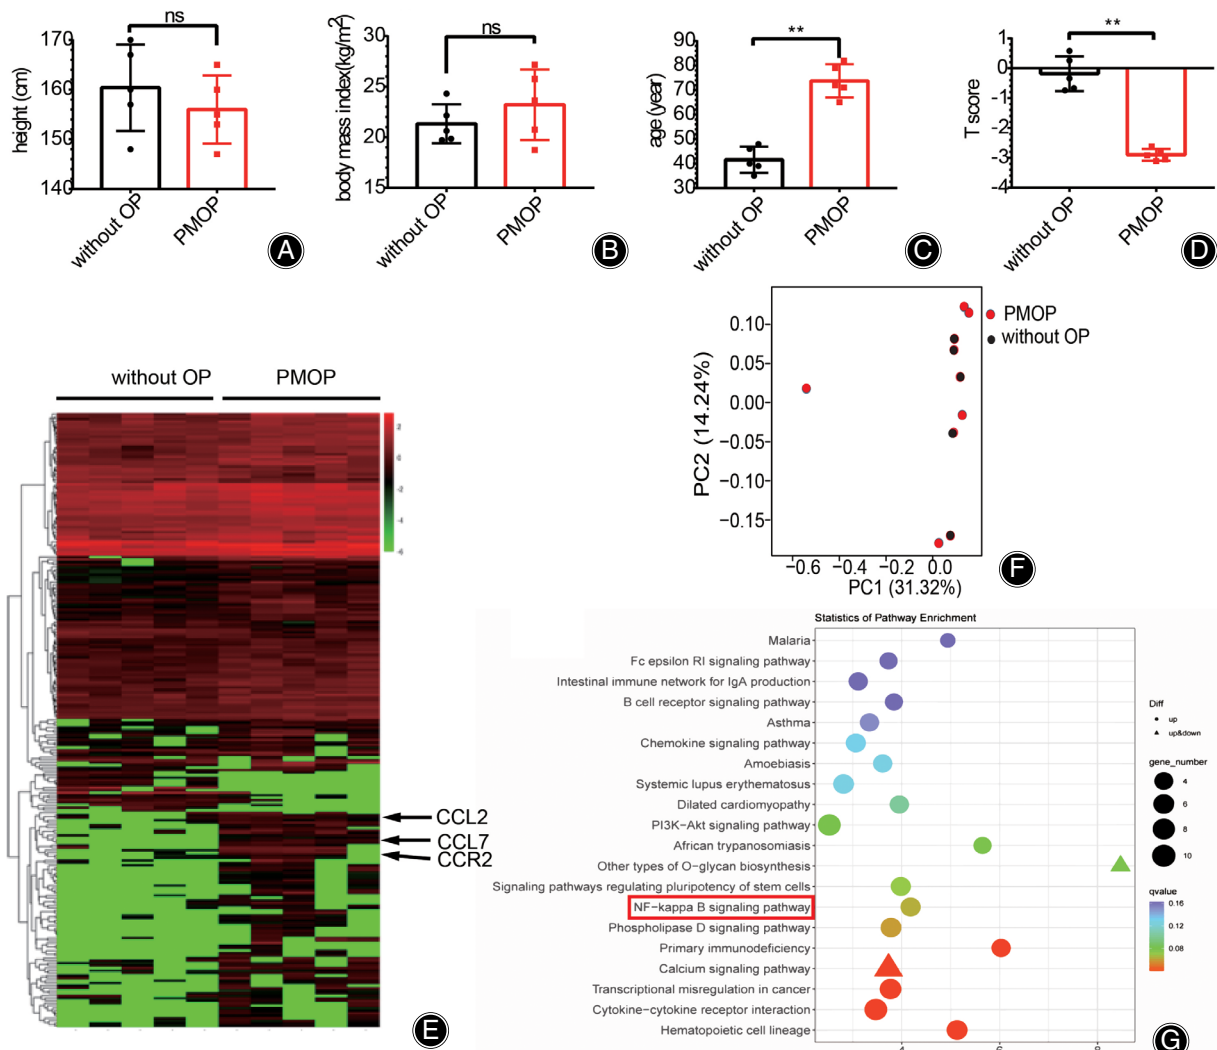 ns
170
160
150
140
height (cm)
without OP
PMOP
A
ns
30
25
20
15
body mass index(kg/m²)
without OP
PMOP
B
**
90
80
70
60
50
40
30
age (year)
without OP
PMOP
C
**
1
0
-1
-2
-3
-4
T score
without OP
PMOP
D
without OP PMOP
2
0
-2
-4
-6
CCL2
CCL7
CCR2
E
0.10
0.05
0.00
−0.05
−0.10
−0.15
PC2 (14.24%)
−0.6 −0.4 −0.2 0.0
PC1 (31.32%)
PMOP
without OP
F
Statistics of Pathway Enrichment
Malaria
Fc epsilon RI signaling pathway
Intestinal immune network for IgA production
B cell receptor signaling pathway
Asthma
Chemokine signaling pathway
Amoebiasis
Systemic lupus erythematosus
Dilated cardiomyopathy
PI3K−Akt signaling pathway
African trypanosomiasis
Other types of O−glycan biosynthesis
Signaling pathways regulating pluripotency of stem cells
NF−kappa B signaling pathway
Phospholipase D signaling pathway
Primary immunodeficiency
Calcium signaling pathway
Transcriptional misregulation in cancer
Cytokine−cytokine receptor interaction
Hematopoietic cell lineage
Diff
up
up&down
gene_number
4
6
8
10
qvalue
0.16
0.12
0.08
G